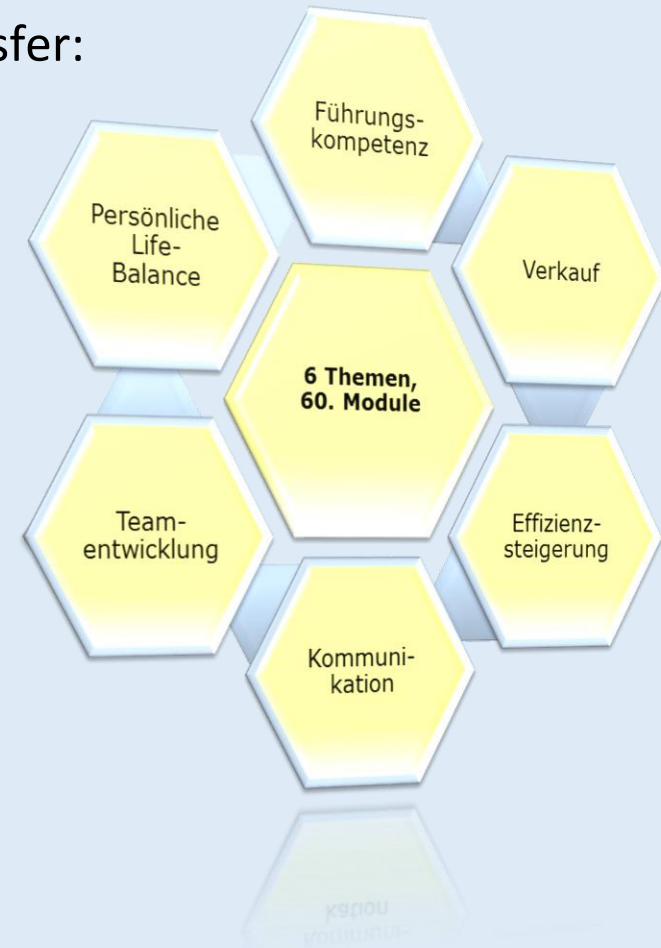 sfer:
Führungs-
kompetenz
Verkauf
Effizienz-
steigerung
Kommuni-
kation
Team-
entwicklung
Persönliche
Life-
Balance
6 Themen,
60. Module